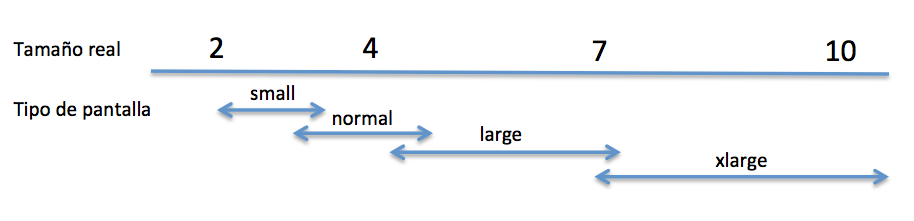 Tamaño real 2 4 7 10
Tipo de pantalla
small
normal
large
xlarge